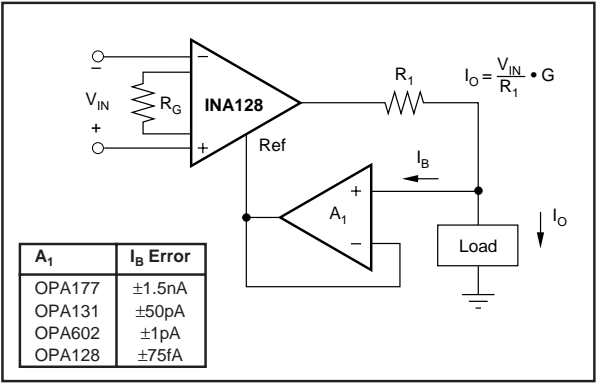 −
V_IN
+
R_G
−
INA128
+
Ref
R_1
I_O = V_IN / R_1 • G
I_B
A_1
+
−
I_O
Load
A_1 I_B Error
OPA177 ±1.5nA
OPA131 ±50pA
OPA602 ±1pA
OPA128 ±75fA